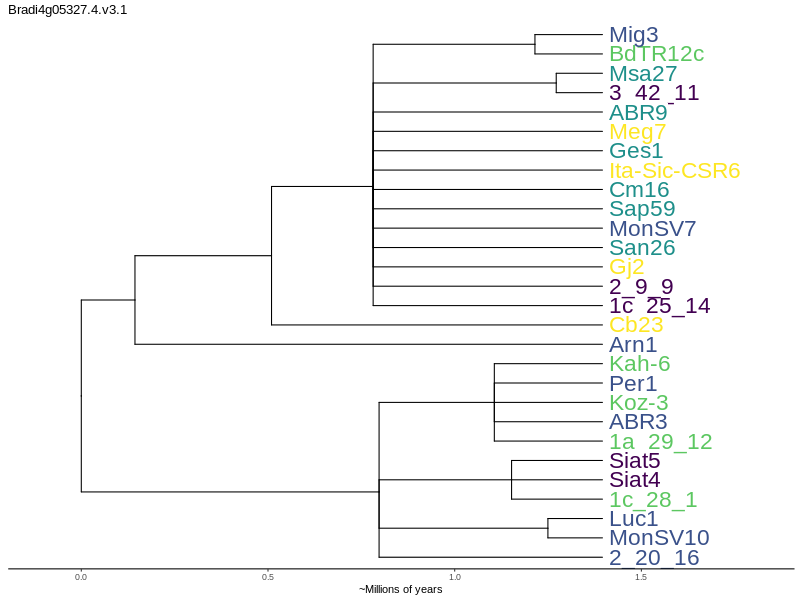 Bradi4g05327.4.v3.1
Mig3
BdTR12c
Msa27
3_42_11
ABR9
Meg7
Ges1
Ita-Sic-CSR6
Cm16
Sap59
MonSV7
San26
Gj2
2_9_9
1c_25_14
Cb23
Arn1
Kah-6
Per1
Koz-3
ABR3
1a_29_12
Siat5
Siat4
1c_28_1
Luc1
MonSV10
2_20_16
0.0 0.5 1.0 1.5
~Millions of years